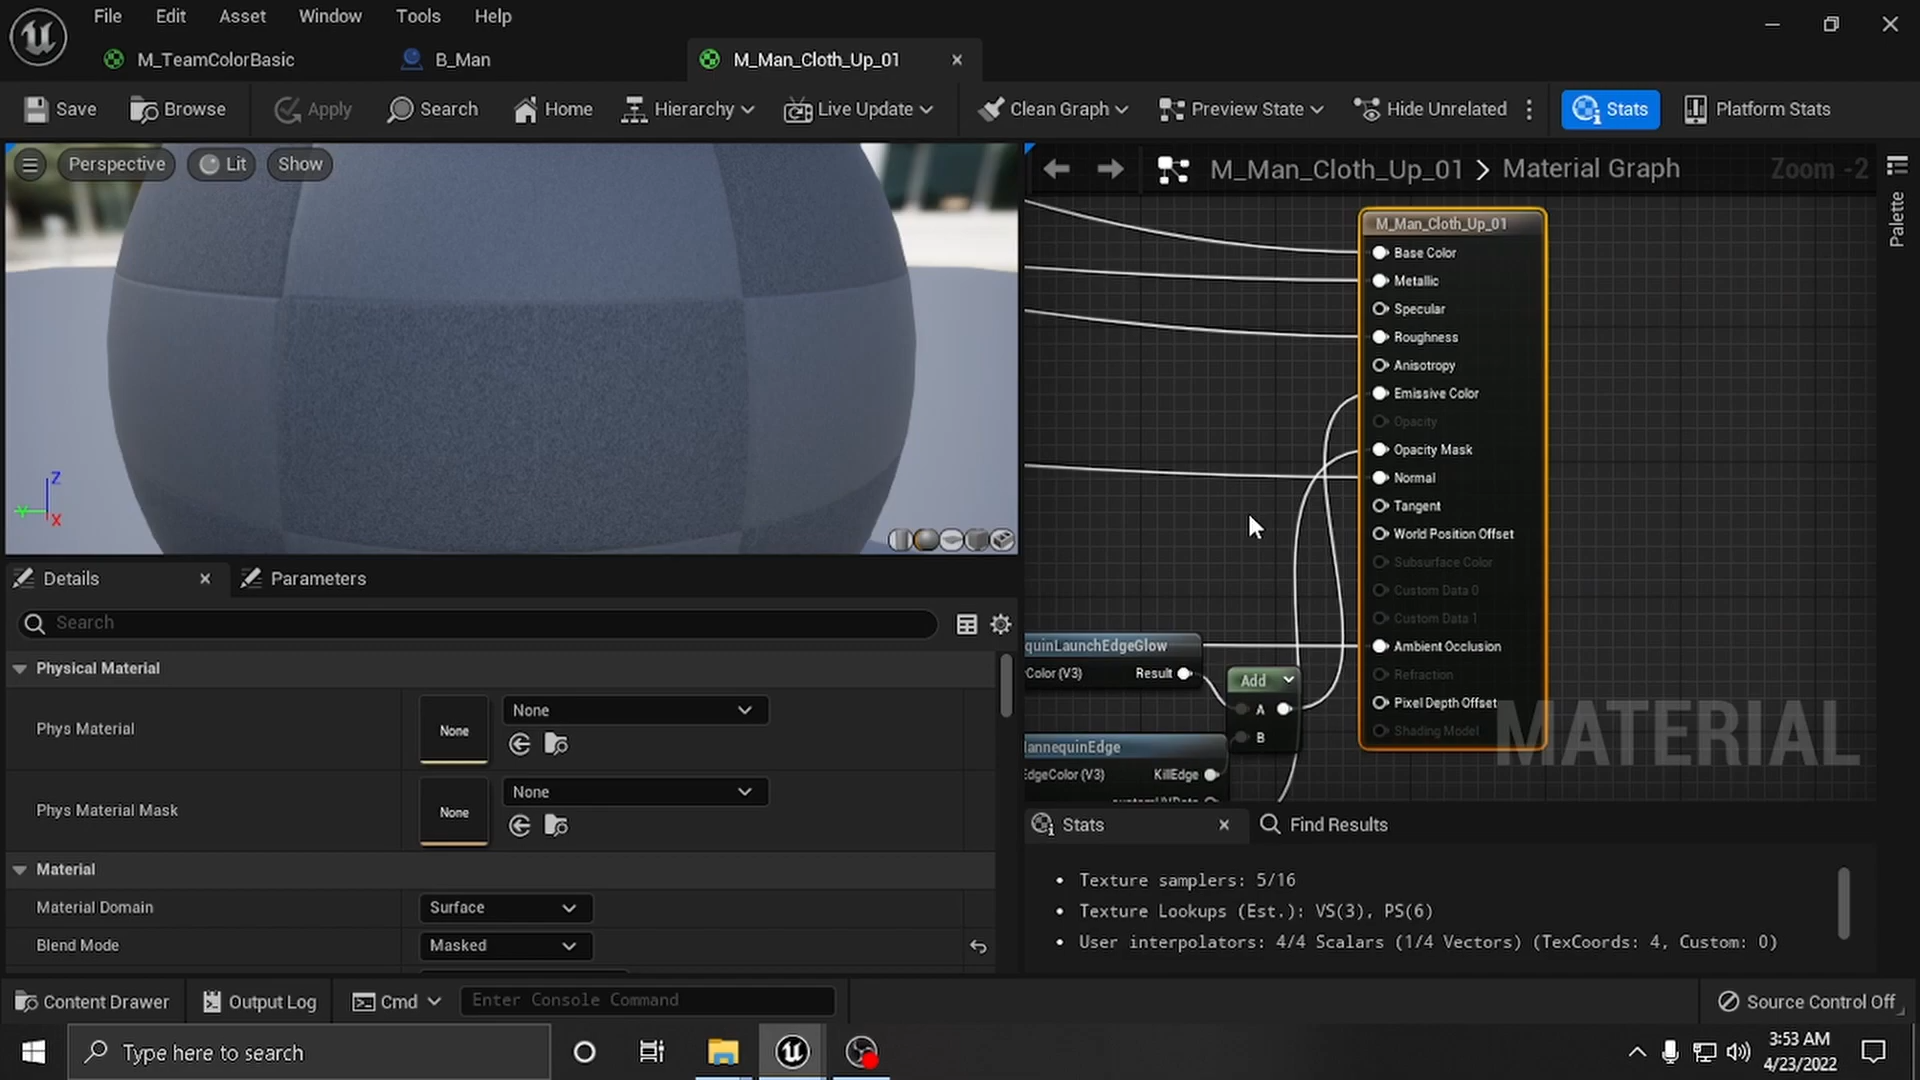 File Edit Asset Window Tools Help
M_TeamColorBasic B_Man M_Man_Cloth_Up_01
Save Browse Apply Search Home Hierarchy Live Update Clean Graph Preview State Hide Unrelated Stats Platform Stats
Perspective Lit Show
M_Man_Cloth_Up_01 > Material Graph Zoom -2
Palette
M_Man_Cloth_Up_01
Base Color
Metallic
Specular
Roughness
Anisotropy
Emissive Color
Opacity
Opacity Mask
Normal
Tangent
World Position Offset
Subsurface Color
Custom Data 0
Custom Data 1
Ambient Occlusion
Refraction
Pixel Depth Offset
Shading Model
MATERIAL
quinLaunchEdgeGlow
Color (V3) Result
Add
A
B
annequinEdge
EdgeColor (V3) KillEdge
customUVData
Z
Y
X
Details Parameters
Search
Physical Material
Phys Material None None
Phys Material Mask None None
Material
Material Domain Surface
Blend Mode Masked
Stats Find Results
• Texture samplers: 5/16
• Texture Lookups (Est.): VS(3), PS(6)
• User interpolators: 4/4 Scalars (1/4 Vectors) (TexCoords: 4, Custom: 0)
Content Drawer Output Log Cmd Enter Console Command Source Control Off
Type here to search
3:53 AM
4/23/2022